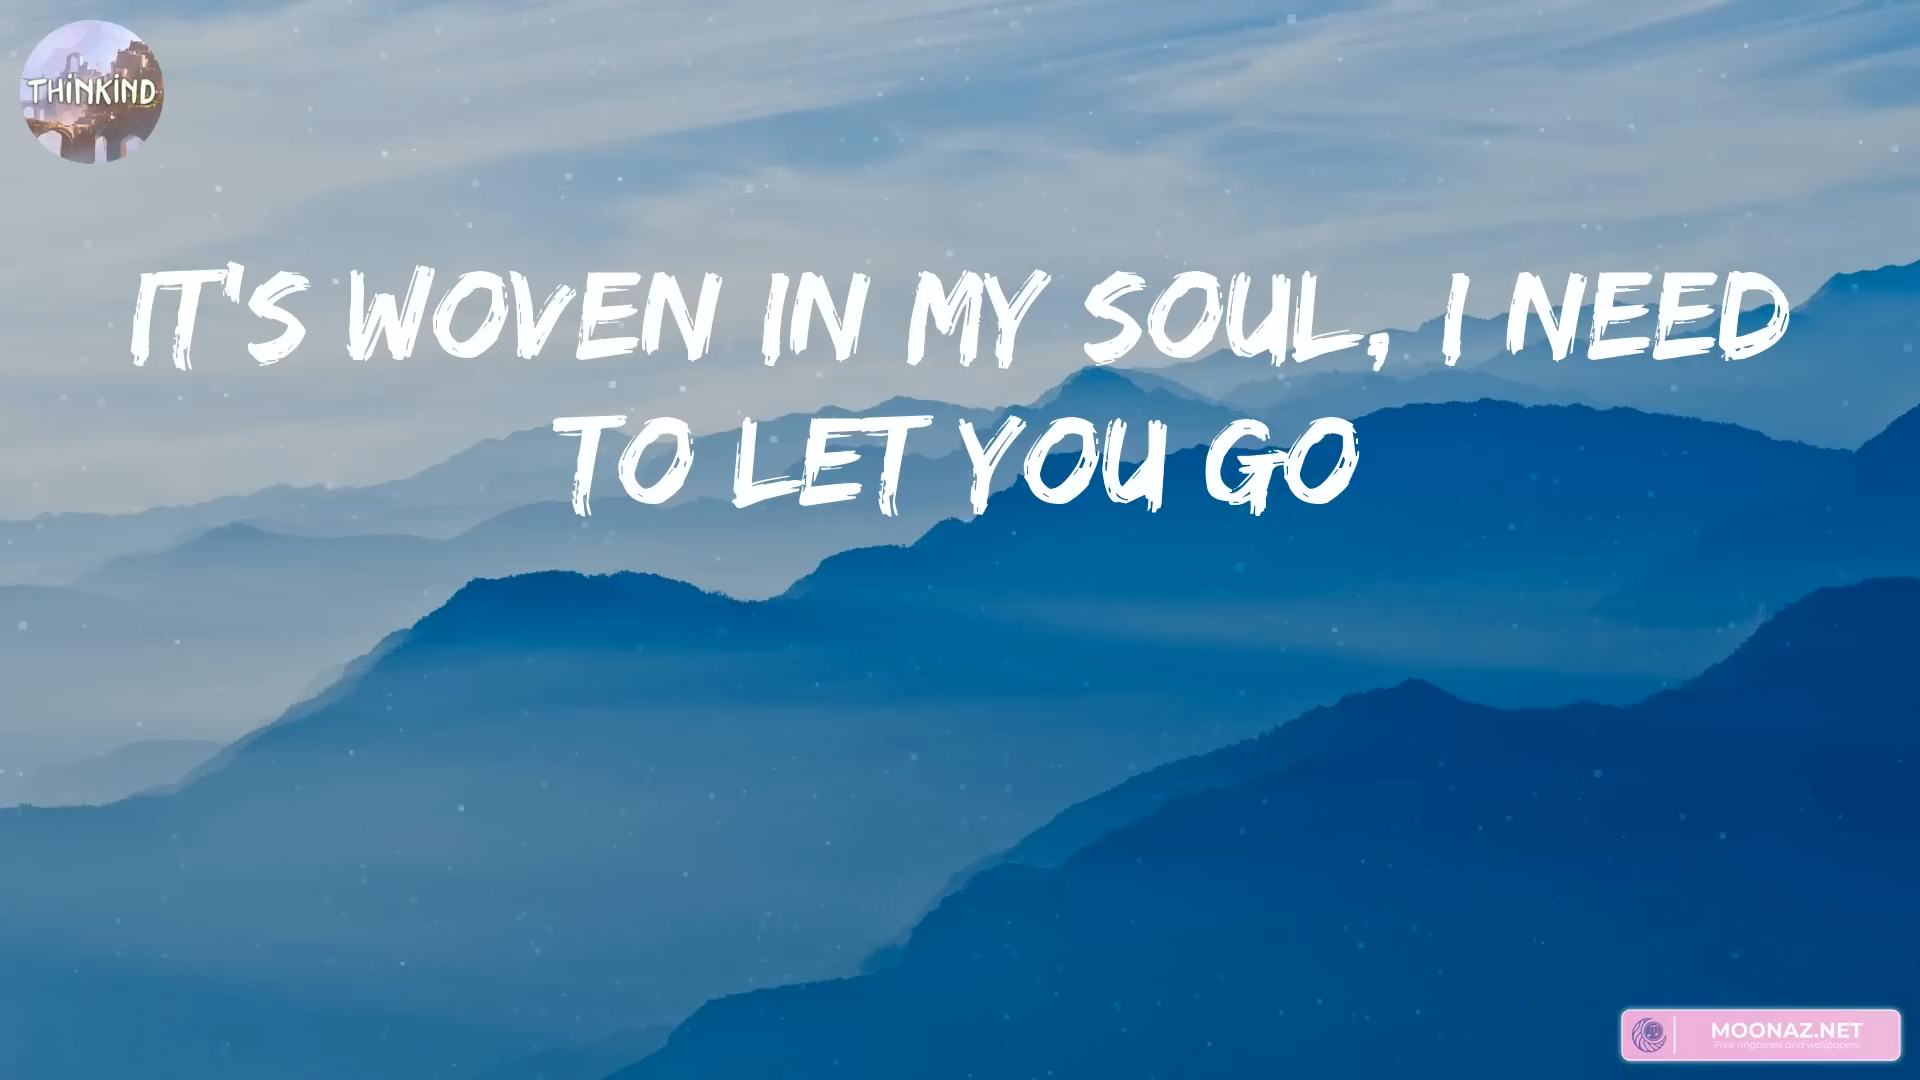 THiNKiND
IT'S WOVEN IN MY SOUL, I NEED
TO LET YOU GO
MOONAZ.NET
Free ringtones and wallpapers